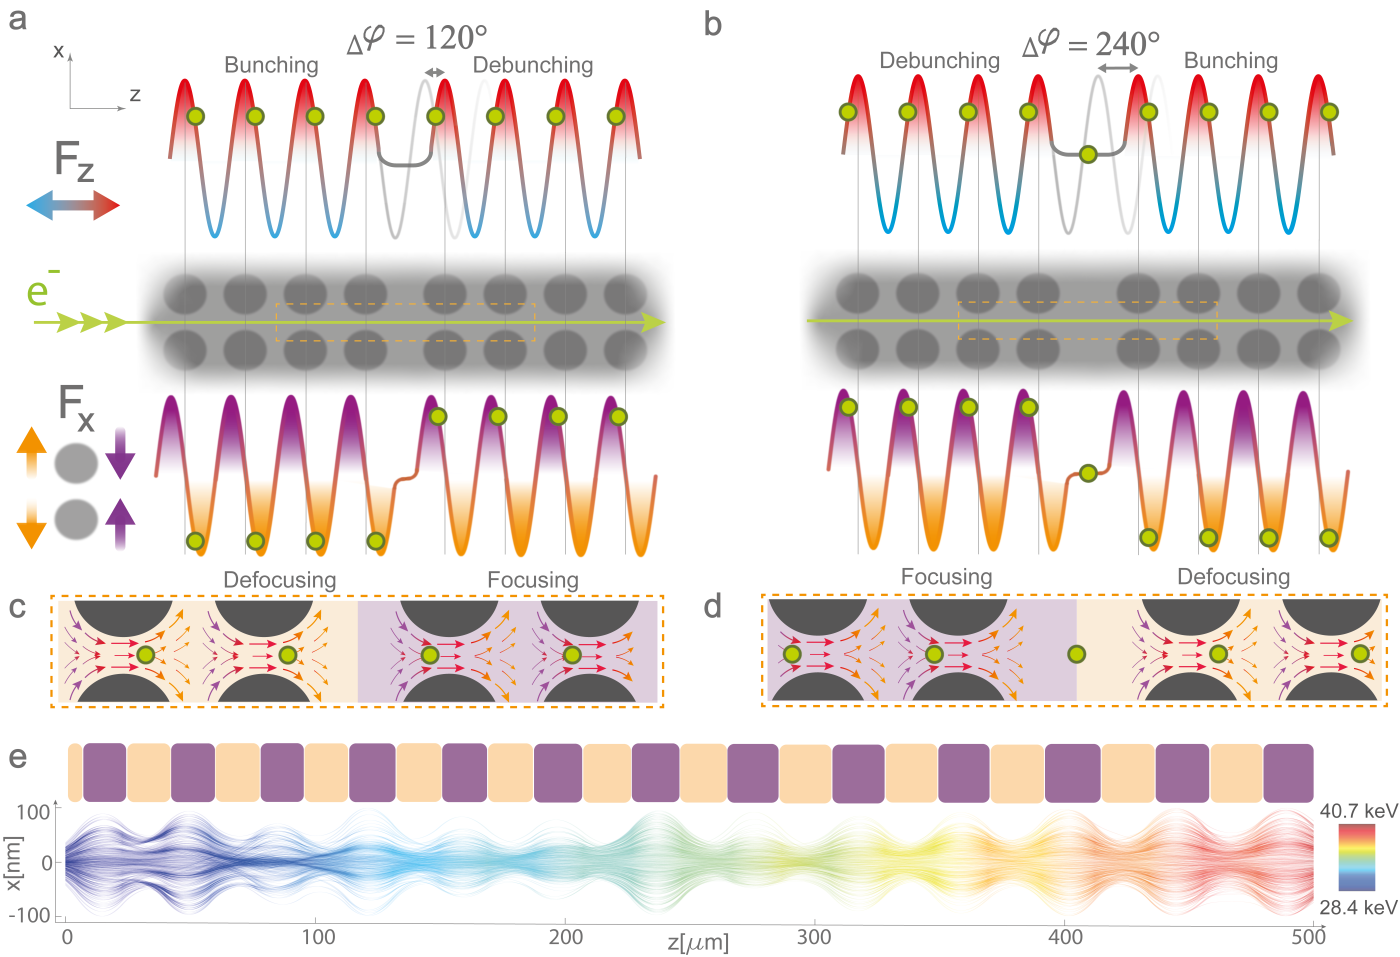 a
x
z
Bunching
Δφ = 120°
Debunching
Fz
e-
Fx
b
Debunching
Δφ = 240°
Bunching
Defocusing
Focusing
Focusing
Defocusing
c
d
e
100
0
-100
x[nm]
0
100
200
300
400
500
z[μm]
40.7 keV
28.4 keV